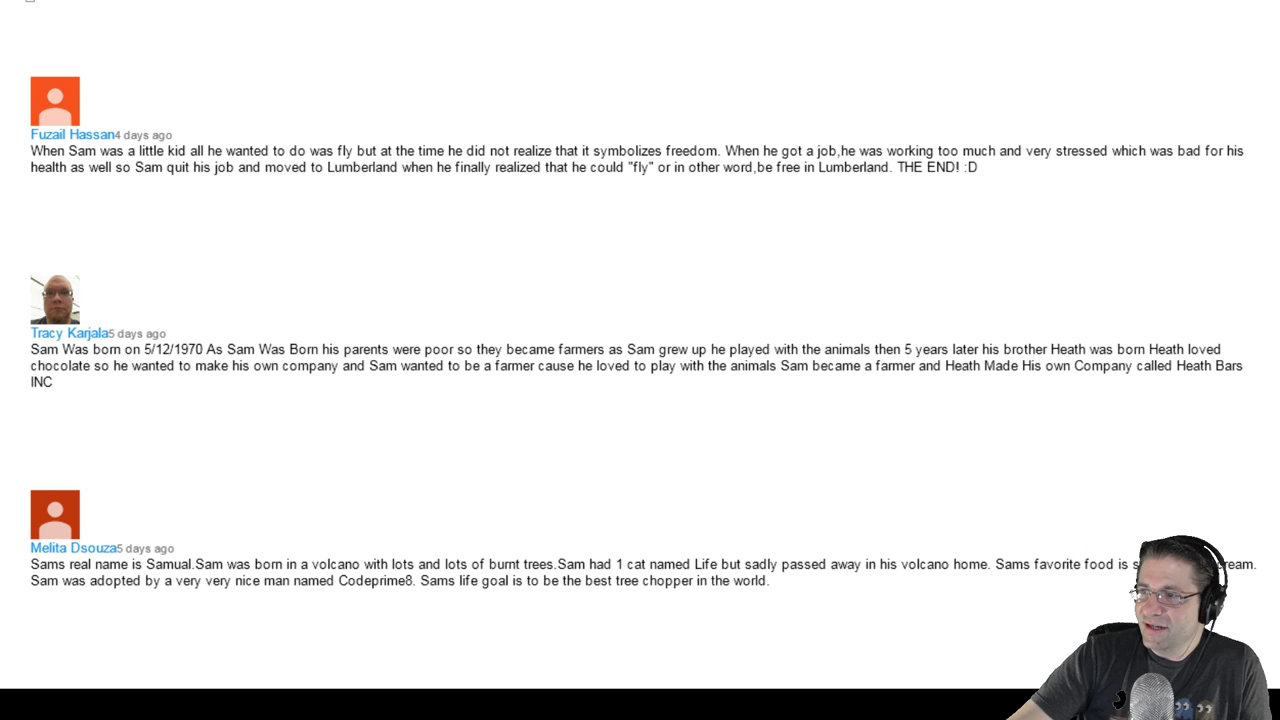 Fuzail Hassan4 days ago
When Sam was a little kid all he wanted to do was fly but at the time he did not realize that it symbolizes freedom. When he got a job,he was working too much and very stressed which was bad for his
health as well so Sam quit his job and moved to Lumberland when he finally realized that he could "fly" or in other word,be free in Lumberland. THE END! :D
Tracy Karjala5 days ago
Sam Was born on 5/12/1970 As Sam Was Born his parents were poor so they became farmers as Sam grew up he played with the animals then 5 years later his brother Heath was born Heath loved
chocolate so he wanted to make his own company and Sam wanted to be a farmer cause he loved to play with the animals Sam became a farmer and Heath Made His own Company called Heath Bars
INC
Melita Dsouza5 days ago
Sams real name is Samual.Sam was born in a volcano with lots and lots of burnt trees.Sam had 1 cat named Life but sadly passed away in his volcano home. Sams favorite food is
Sam was adopted by a very very nice man named Codeprime8. Sams life goal is to be the best tree chopper in the world.